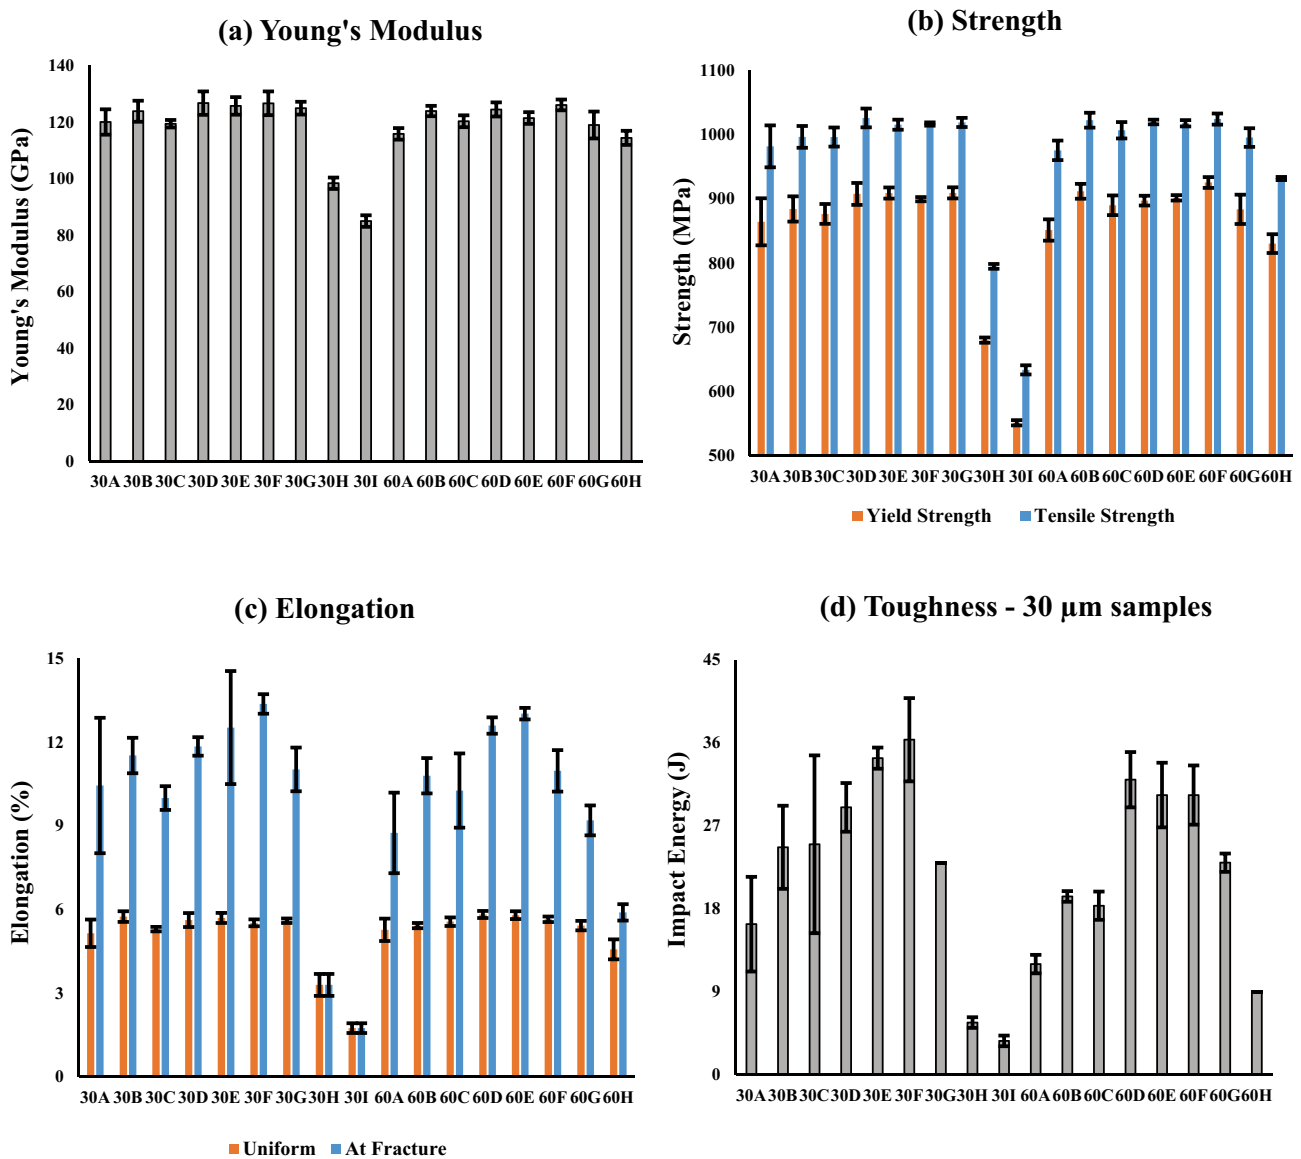 (a) Young's Modulus
Young's Modulus (GPa)
140
120
100
80
60
40
20
0
30A 30B 30C 30D 30E 30F 30G 30H 30I 60A 60B 60C 60D 60E 60F 60G 60H
(b) Strength
Strength (MPa)
1100
1000
900
800
700
600
500
30A 30B 30C 30D 30E 30F 30G 30H 30I 60A 60B 60C 60D 60E 60F 60G 60H
Yield Strength Tensile Strength
(c) Elongation
Elongation (%)
15
12
9
6
3
0
30A 30B 30C 30D 30E 30F 30G 30H 30I 60A 60B 60C 60D 60E 60F 60G 60H
Uniform At Fracture
(d) Toughness - 30 µm samples
Impact Energy (J)
45
36
27
18
9
0
30A 30B 30C 30D 30E 30F 30G 30H 30I 60A 60B 60C 60D 60E 60F 60G 60H